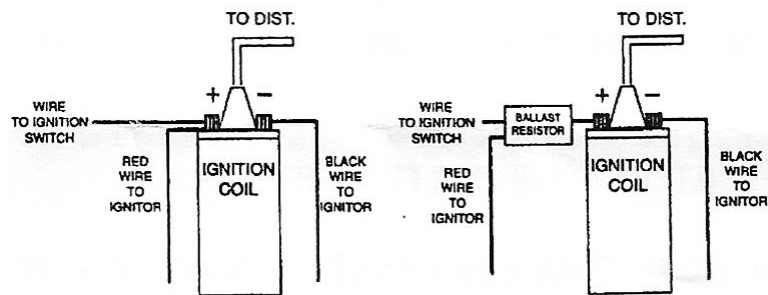 TO DIST.
+ −
WIRE
TO IGNITION
SWITCH
RED
WIRE
TO
IGNITOR
IGNITION
COIL
BLACK
WIRE
TO
IGNITOR
TO DIST.
+ −
WIRE
TO IGNITION
SWITCH
BALLAST
RESISTOR
RED
WIRE
TO
IGNITOR
IGNITION
COIL
BLACK
WIRE
TO
IGNITOR